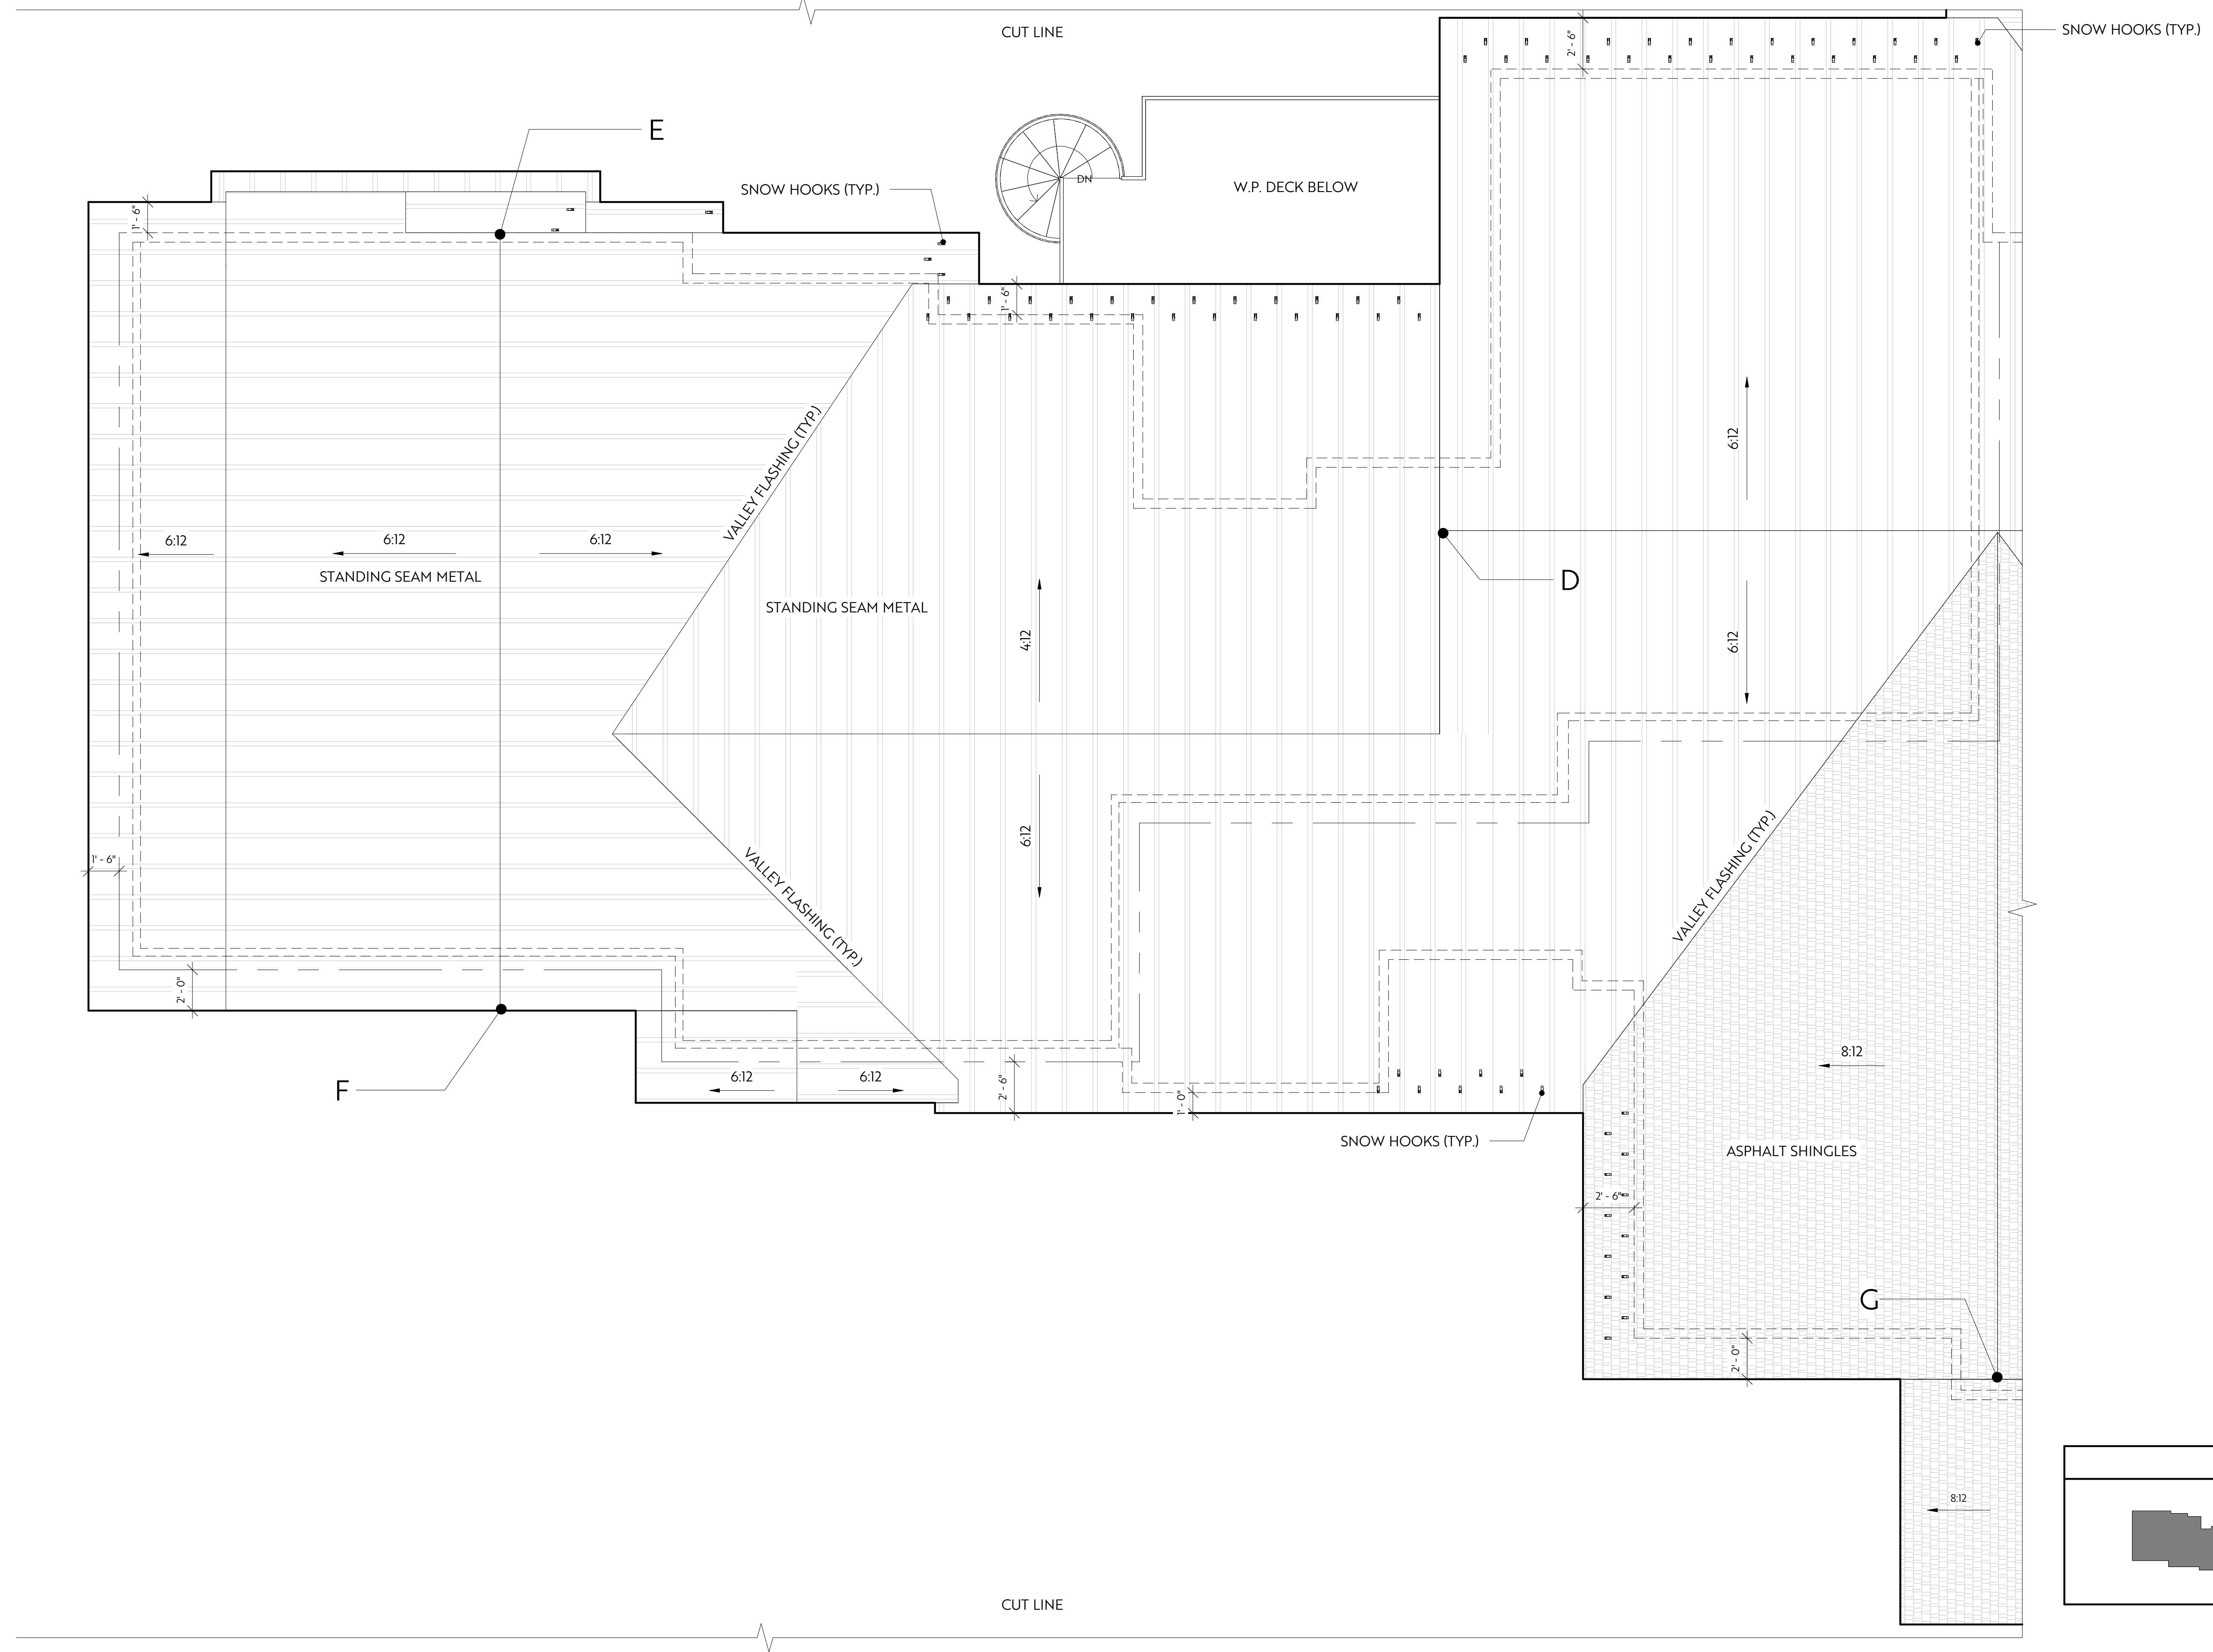 CUT LINE
SNOW HOOKS (TYP.)
2' - 6"
E
DN
W.P. DECK BELOW
SNOW HOOKS (TYP.)
1' - 6"
1' - 6"
VALLEY FLASHING (TYP.)
6:12
6:12
6:12
6:12
STANDING SEAM METAL
D
STANDING SEAM METAL
4:12
6:12
6:12
VALLEY FLASHING (TYP.)
1' - 6"
VALLEY FLASHING (TYP.)
2' - 0"
F
6:12
6:12
2' - 6"
1' - 0"
8:12
SNOW HOOKS (TYP.)
ASPHALT SHINGLES
2' - 6"
G
2' - 0"
8:12
CUT LINE